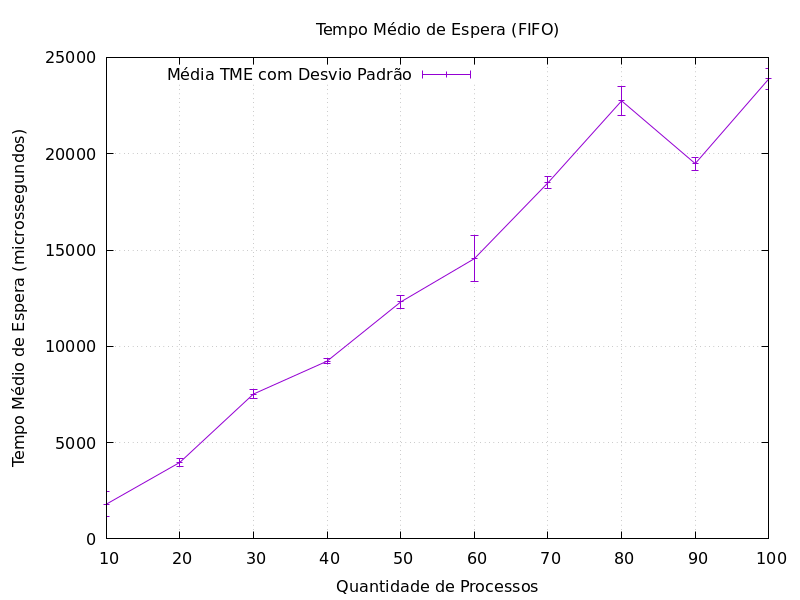 Tempo Médio de Espera (FIFO)
Média TME com Desvio Padrão
Tempo Médio de Espera (microssegundos)
25000
20000
15000
10000
5000
0
10 20 30 40 50 60 70 80 90 100
Quantidade de Processos